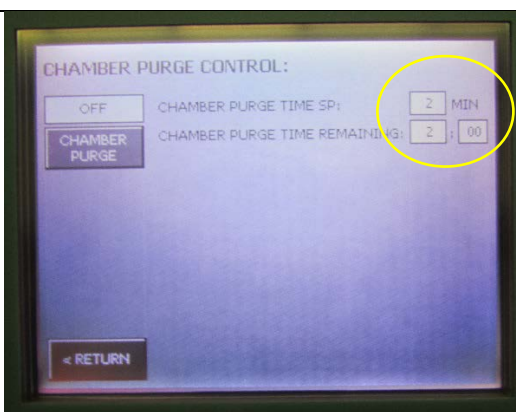 CHAMBER PURGE CONTROL:
OFF CHAMBER PURGE TIME SP: 2 MIN
CHAMBER PURGE TIME REMAINING: 2 : 00
CHAMBER
PURGE
< RETURN